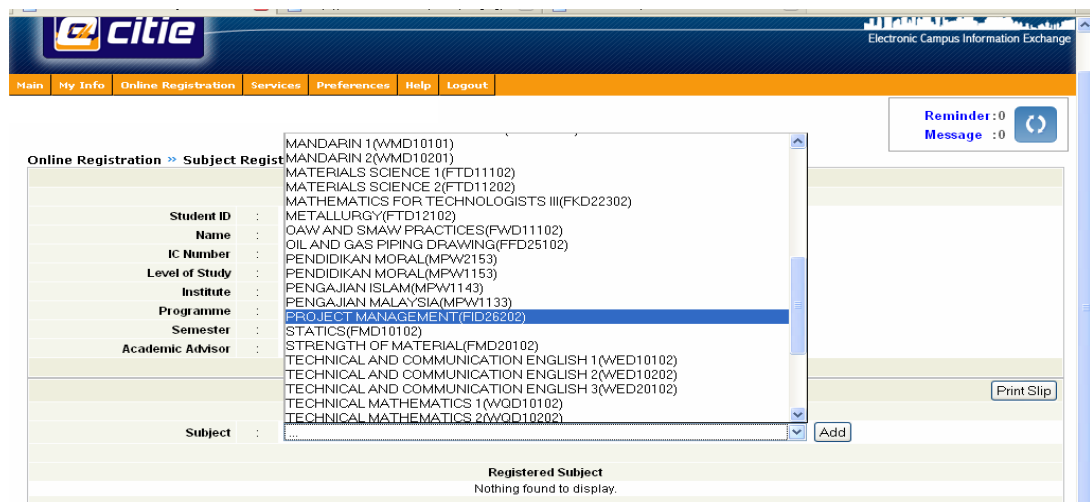 citie
Electronic Campus Information Exchange
Main My Info Online Registration Services Preferences Help Logout
Reminder :0
Message :0
Online Registration » Subject Regist
MANDARIN 1(WMD10101)
MANDARIN 2(WMD10201)
MATERIALS SCIENCE 1(FTD11102)
MATERIALS SCIENCE 2(FTD11202)
MATHEMATICS FOR TECHNOLOGISTS III(FKD22302)
METALLURGY(FTD12102)
OAW AND SMAW PRACTICES(FWD11102)
OIL AND GAS PIPING DRAWING(FFD25102)
PENDIDIKAN MORAL(MPW2153)
PENDIDIKAN MORAL(MPW1153)
PENGAJIAN ISLAM(MPW1143)
PENGAJIAN MALAYSIA(MPW1133)
PROJECT MANAGEMENT(FID26202)
STATICS(FMD10102)
STRENGTH OF MATERIAL(FMD20102)
TECHNICAL AND COMMUNICATION ENGLISH 1(WED10102)
TECHNICAL AND COMMUNICATION ENGLISH 2(WED10202)
TECHNICAL AND COMMUNICATION ENGLISH 3(WED20102)
TECHNICAL MATHEMATICS 1(WQD10102)
TECHNICAL MATHEMATICS 2(WQD10202)
Student ID :
Name :
IC Number :
Level of Study :
Institute :
Programme :
Semester :
Academic Advisor :
Print Slip
Subject : ... Add
Registered Subject
Nothing found to display.